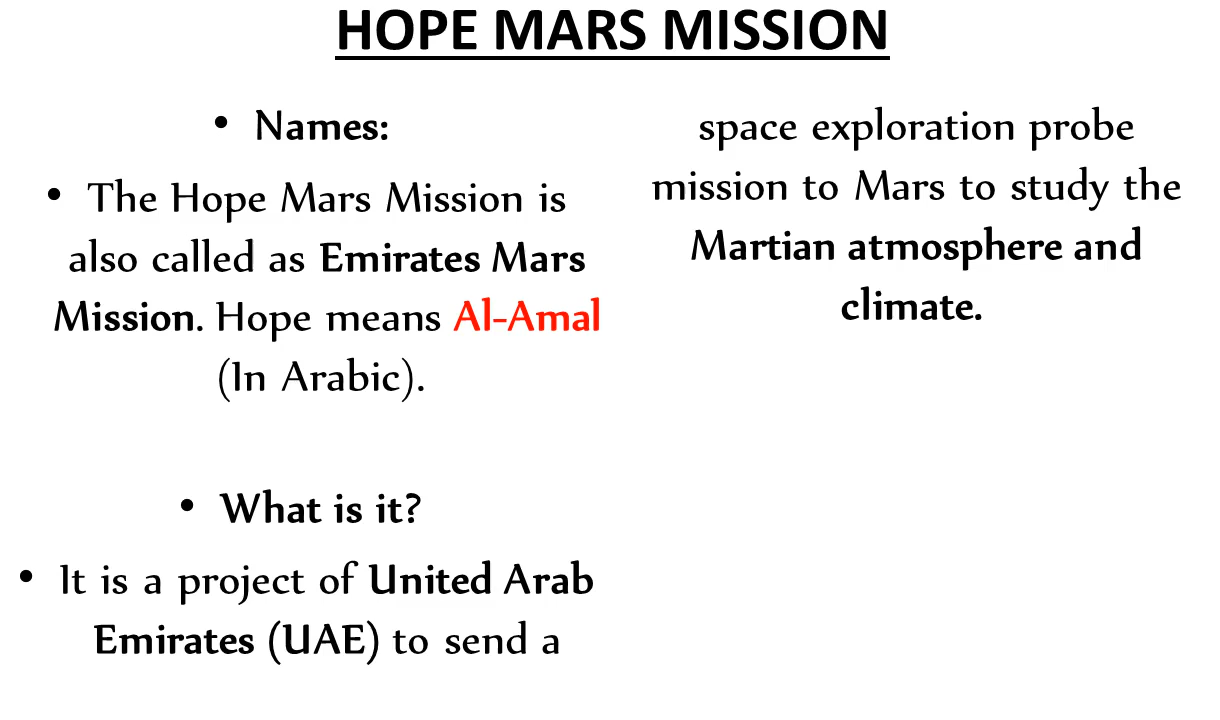 HOPE MARS MISSION
• Names:
• The Hope Mars Mission is
also called as Emirates Mars
Mission. Hope means Al-Amal
(In Arabic).
• What is it?
• It is a project of United Arab
Emirates (UAE) to send a
space exploration probe
mission to Mars to study the
Martian atmosphere and
climate.